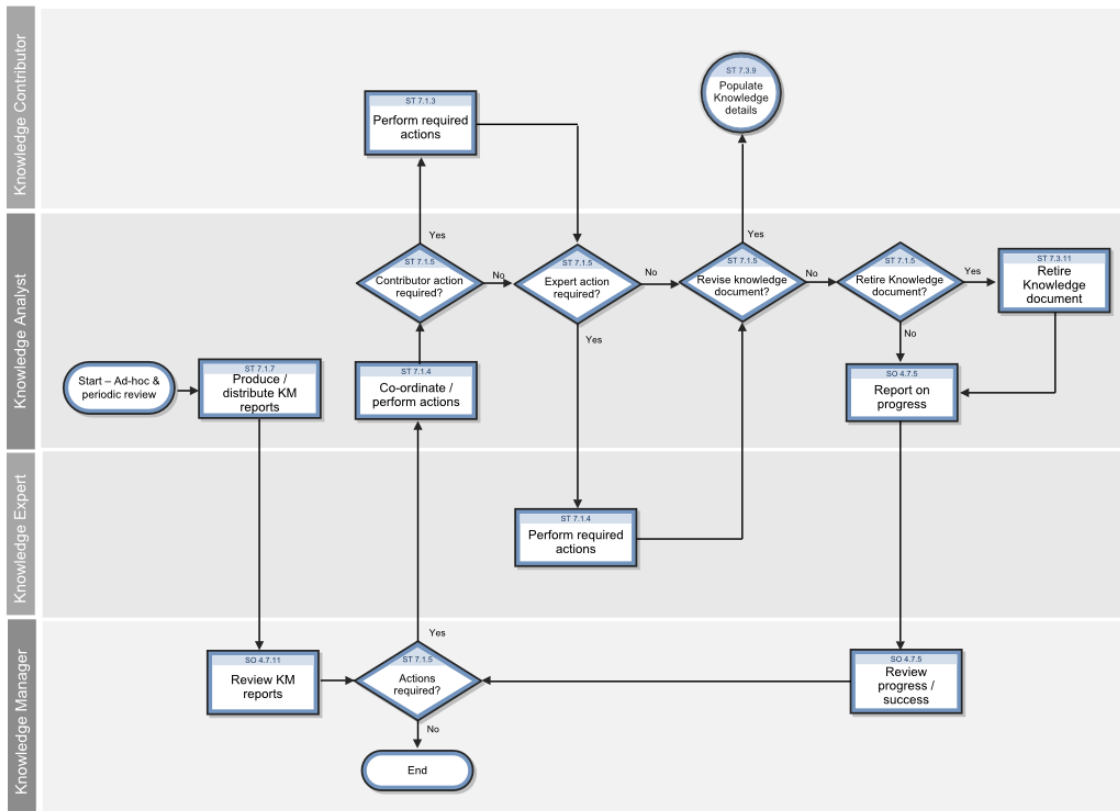 Knowledge Contributor
ST 7.1.3
Perform required
actions
ST 7.3.9
Populate
Knowledge
details
Yes
Yes
Knowledge Analyst
ST 7.1.5
Contributor action
required?
No
ST 7.1.5
Expert action
required?
No
ST 7.1.5
Revise knowledge
document?
No
ST 7.1.5
Retire Knowledge
document?
Yes
ST 7.3.11
Retire
Knowledge
document
Yes
No
Start – Ad-hoc &
periodic review
ST 7.1.7
Produce /
distribute KM
reports
ST 7.1.4
Co-ordinate /
perform actions
SO 4.7.5
Report on
progress
Knowledge Expert
ST 7.1.4
Perform required
actions
Knowledge Manager
Yes
SO 4.7.11
Review KM
reports
ST 7.1.5
Actions
required?
SO 4.7.5
Review
progress /
success
No
End